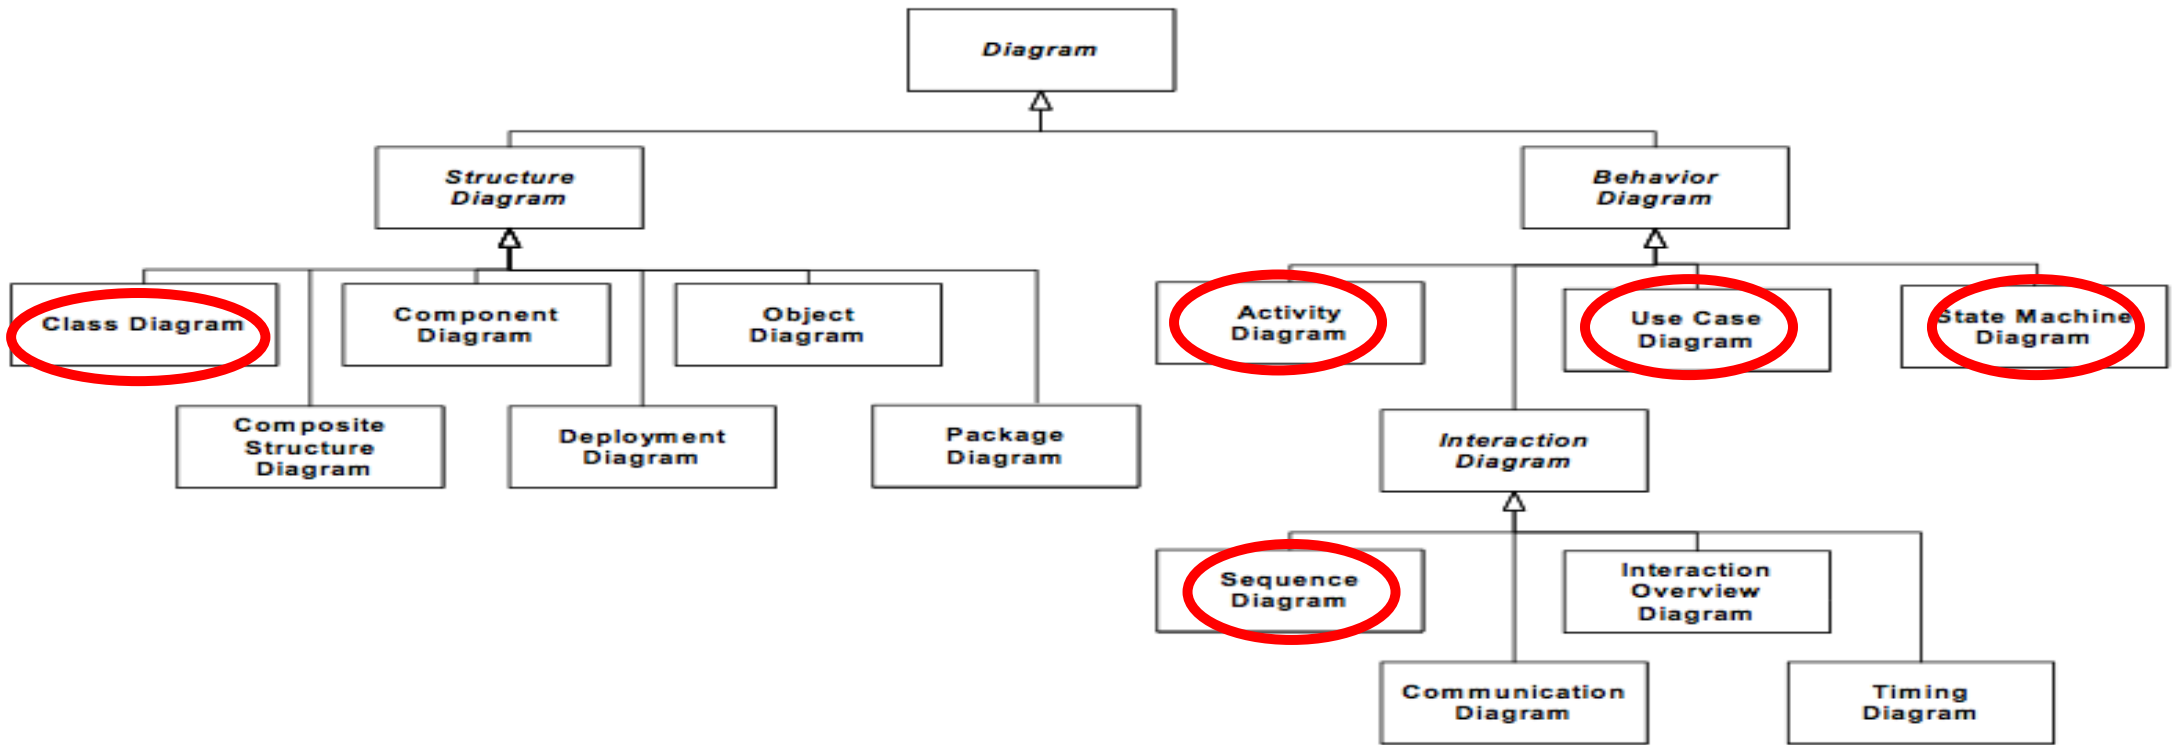 Diagram
Structure
Diagram
Behavior
Diagram
Class Diagram
Component
Diagram
Object
Diagram
Activity
Diagram
Use Case
Diagram
State Machine
Diagram
Composite
Structure
Diagram
Deployment
Diagram
Package
Diagram
Interaction
Diagram
Sequence
Diagram
Interaction
Overview
Diagram
Communication
Diagram
Timing
Diagram